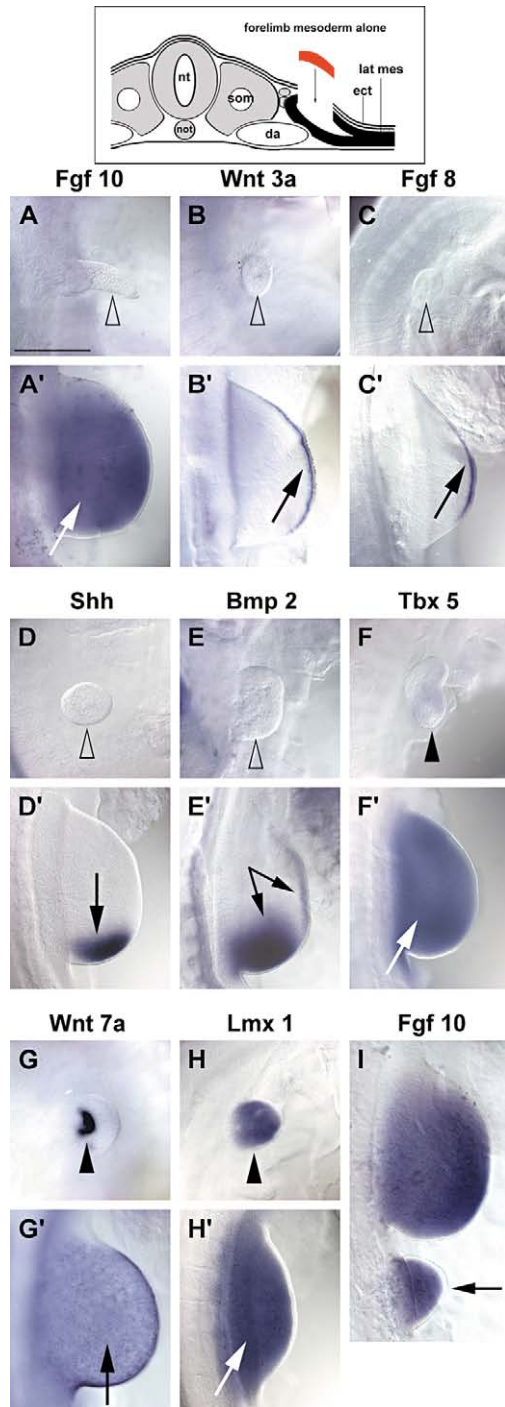 forelimb mesoderm alone
lat mes
ect
nt
som
not
da
Fgf 10 Wnt 3a Fgf 8
A B C
A' B' C'
Shh Bmp 2 Tbx 5
D E F
D' E' F'
Wnt 7a Lmx 1 Fgf 10
G H I
G' H'